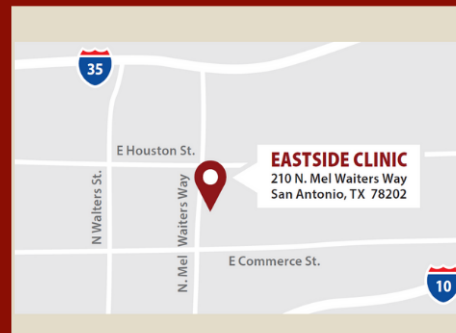 35
E Houston St.
EASTSIDE CLINIC
210 N. Mel Waiters Way
San Antonio, TX 78202
N Walters St.
N. Mel Waiters Way
E Commerce St.
10